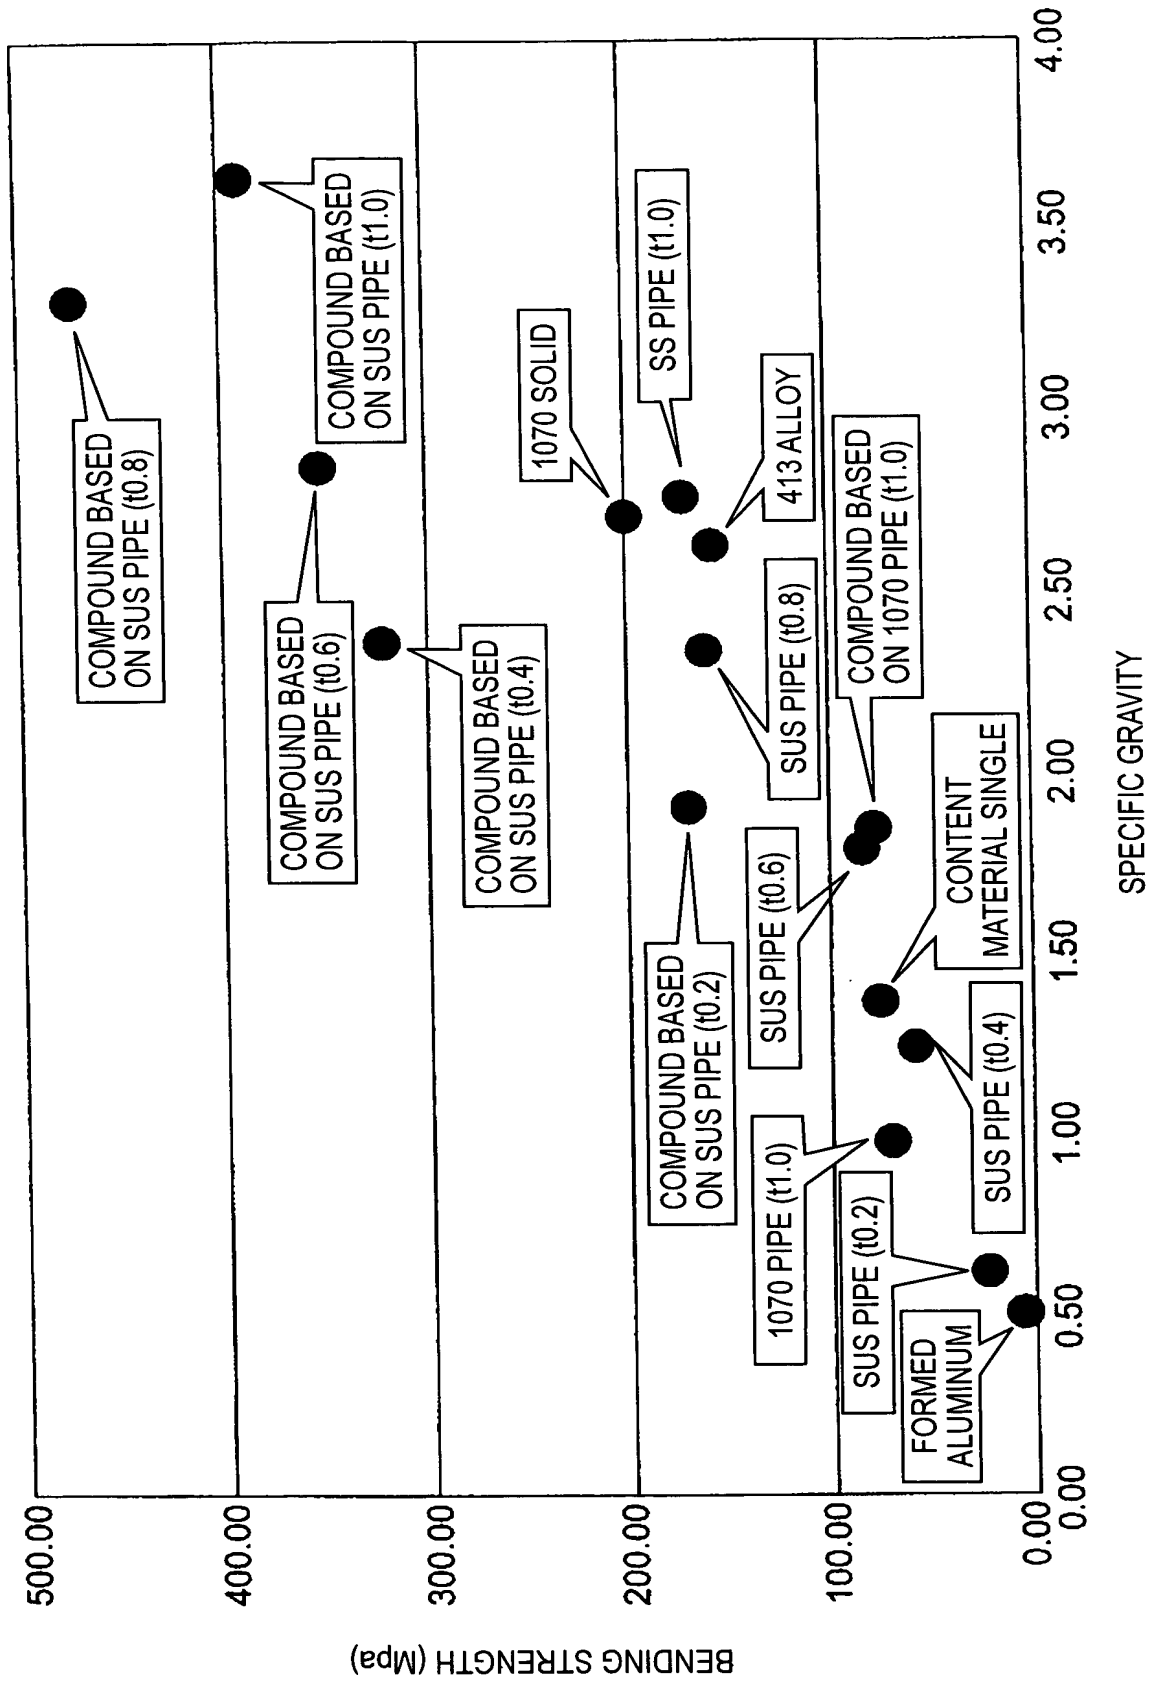 BENDING STRENGTH (Mpa)
500.00
400.00
300.00
200.00
100.00
0.00
COMPOUND BASED
ON SUS PIPE (t0.8)
COMPOUND BASED
ON SUS PIPE (t1.0)
COMPOUND BASED
ON SUS PIPE (t0.6)
COMPOUND BASED
ON SUS PIPE (t0.4)
1070 SOLID
SS PIPE (t1.0)
COMPOUND BASED
ON SUS PIPE (t0.2)
413 ALLOY
SUS PIPE (t0.8)
SUS PIPE (t0.6)
COMPOUND BASED
ON 1070 PIPE (t1.0)
1070 PIPE (t1.0)
CONTENT
MATERIAL SINGLE
SUS PIPE (t0.2)
SUS PIPE (t0.4)
FORMED
ALUMINUM
0.00
0.50
1.00
1.50
2.00
2.50
3.00
3.50
4.00
SPECIFIC GRAVITY